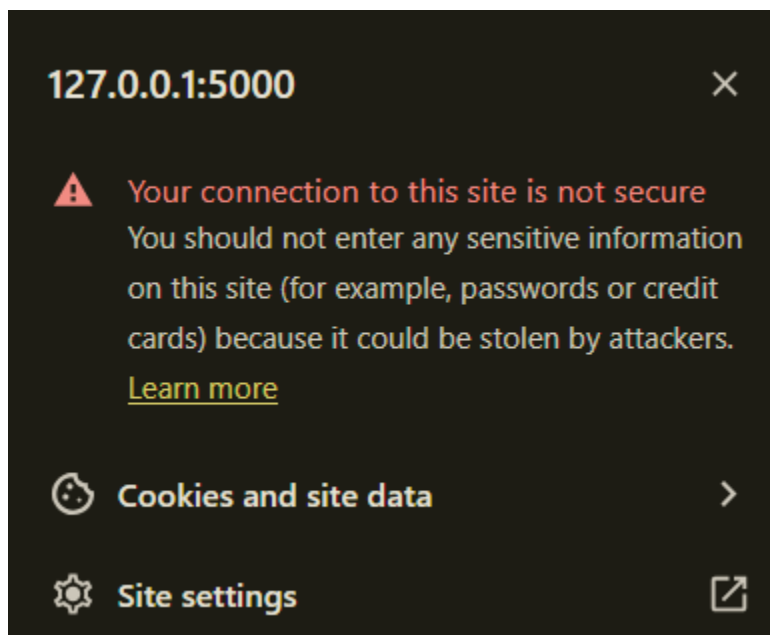 127.0.0.1:5000
Your connection to this site is not secure
You should not enter any sensitive information
on this site (for example, passwords or credit
cards) because it could be stolen by attackers.
Learn more
Cookies and site data
Site settings